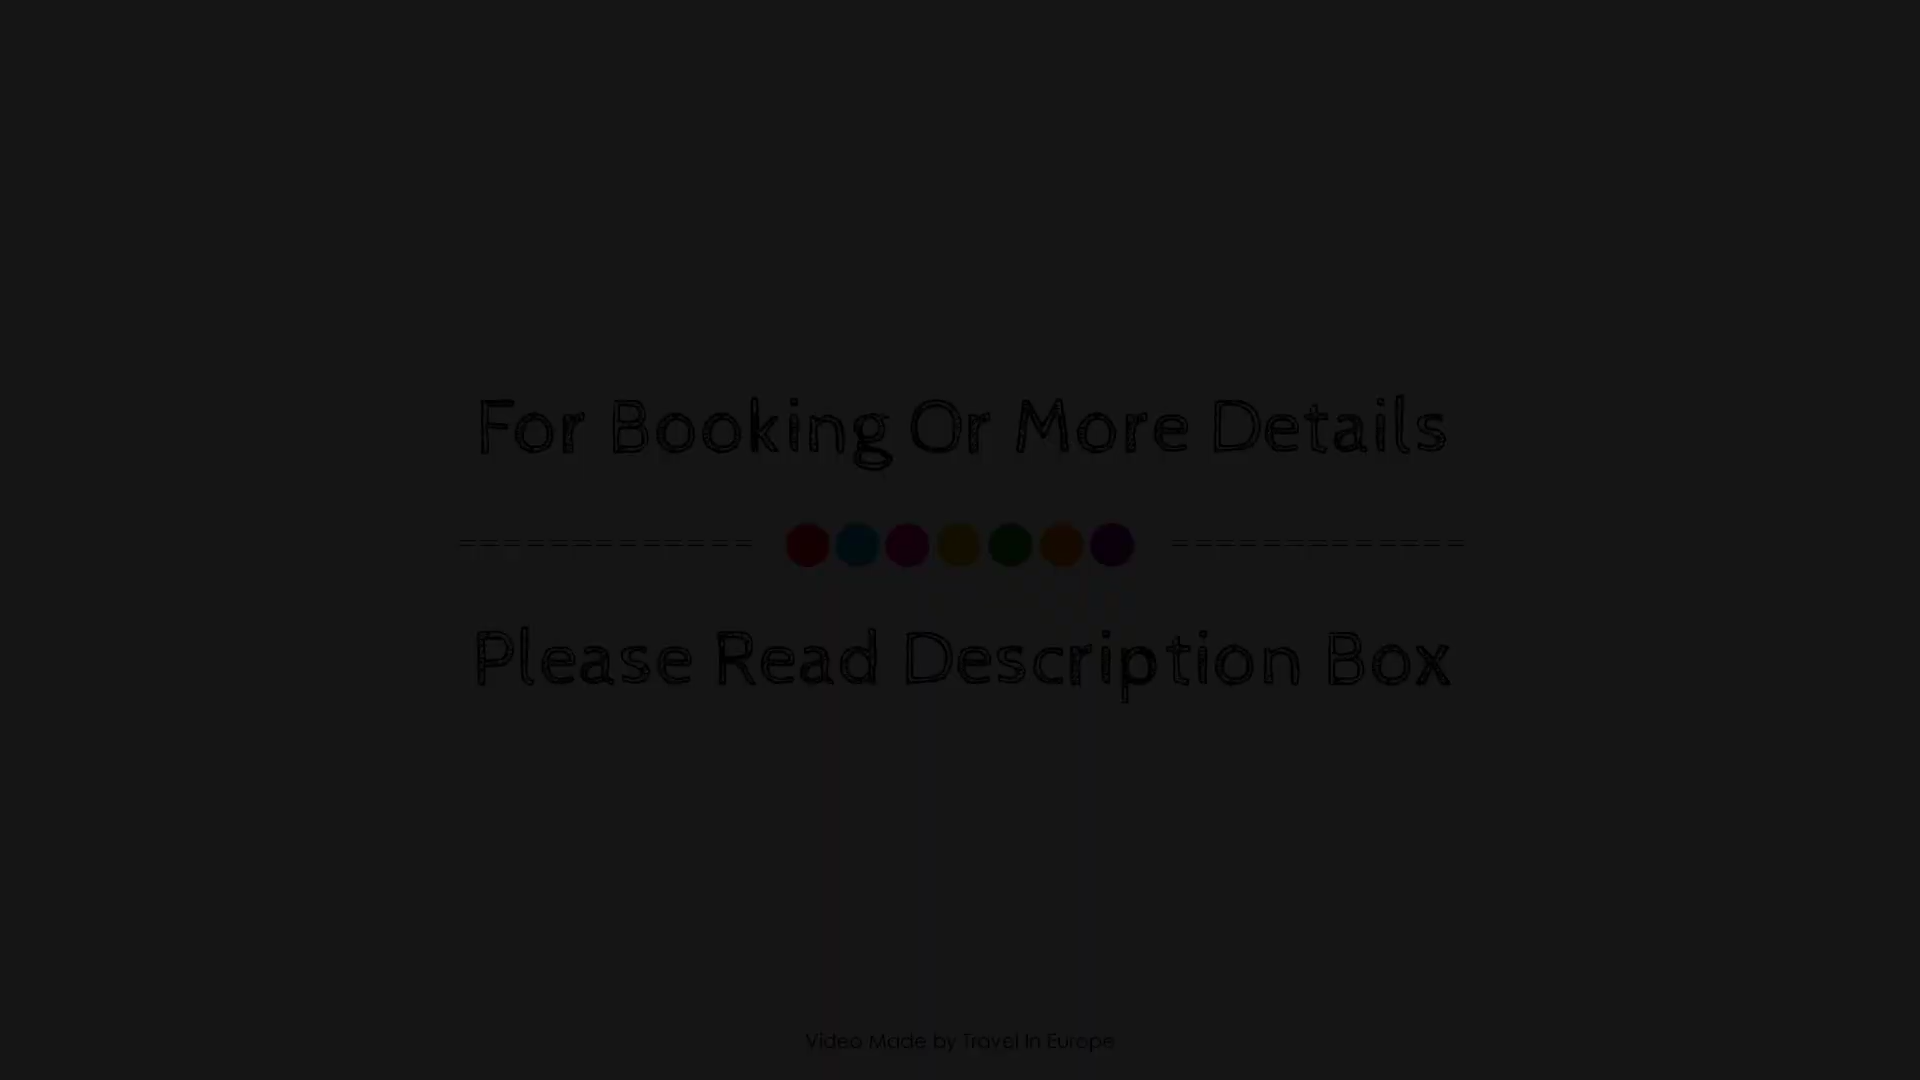 For Booking Or More Details
============= =============
Please Read Description Box
Video Made by Travel In Europe